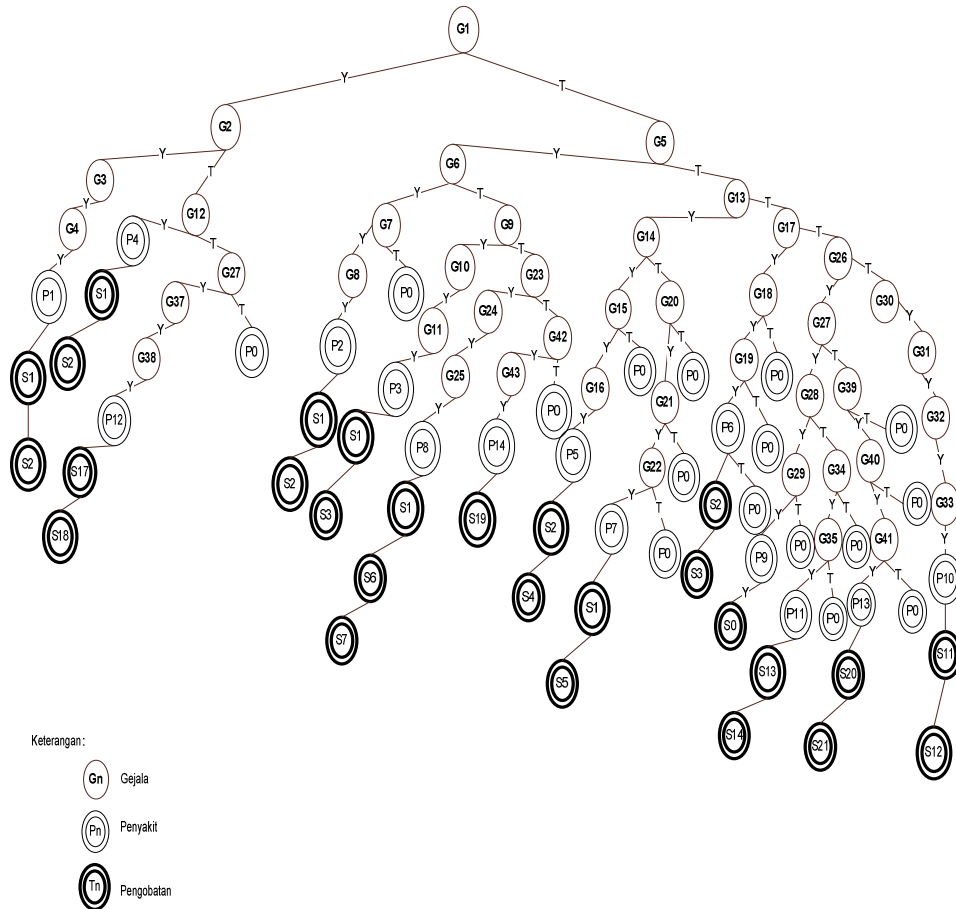 G1
Y
T
G2
G5
Y
T
Y
T
G3
G6
G13
Y
G12
Y
T
Y
T
G4
P4
Y
T
G7
G9
G14
G17
Y
G27
Y
T
Y
T
Y
T
Y
T
P1
S1
G37
Y
T
G8
P0
G10
G23
G15
G20
G18
G26
Y
P0
Y
Y
Y
T
Y
T
Y
T
Y
T
Y
T
G30
S2
G38
P2
G11
G24
G42
G16
P0
P0
G19
P0
G27
G39
Y
G31
S1
Y
Y
Y
Y
T
Y
Y
T
Y
T
Y
T
Y
P12
S1
P3
G25
G43
P0
P5
G21
P6
P0
G28
G40
P0
G32
S2
S17
S1
Y
Y
Y
T
T
Y
T
Y
T
Y
S18
S2
S3
P8
P14
S2
G22
P0
S2
P0
G29
G34
G41
P0
G33
S1
S19
S4
Y
T
S3
Y
T
Y
T
Y
T
Y
S6
P7
P0
P9
P0
G35
P0
P13
P0
P10
S7
S1
Y
Y
T
S20
S11
S5
S0
P11
P0
S21
S12
S13
S14
Keterangan :
Gn Gejala
Pn Penyakit
Tn Pengobatan